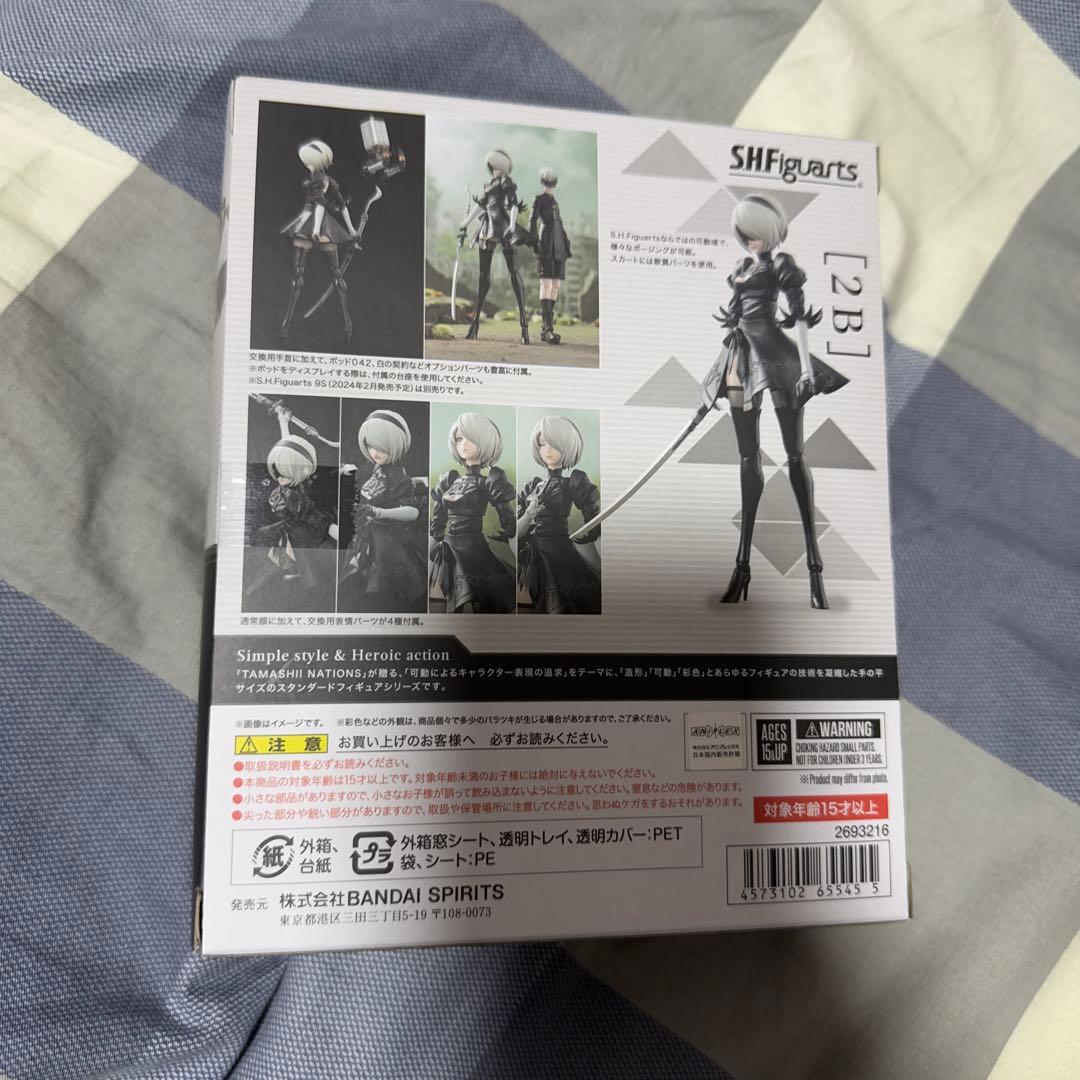 S.H.Figuarts
S.H.Figuartsならではの可動域で、
様々なポージングが可能。
スカートには軟質パーツを使用。
[2B]
交換用手首に加えて、ポッド042、白の契約などオプションパーツも豊富に付属。
※ポッドをディスプレイする際は、付属の台座を使用してください。
※S.H.Figuarts 9S(2024年2月発売予定)は別売りです。
通常顔に加えて、交換用表情パーツが4種付属。
Simple style & Heroic action
「TAMASHII NATIONS」が贈る、「可動によるキャラクター表現の追求」をテーマに、「造形」「可動」「彩色」とあらゆるフィギュアの技術を凝縮した手の平
サイズのスタンダードフィギュアシリーズです。
※画像はイメージです。 ※彩色などの外観は、商品個々で多少のバラツキが生じる場合がありますので、ご了承ください。
注 意 お買い上げのお客様へ 必ずお読みください。
●取扱説明書を必ずお読みください。
●本商品の対象年齢は15才以上です。対象年齢未満のお子様には絶対に与えないでください。
●小さな部品がありますので、小さなお子様が誤って飲み込まないように注意してください。窒息などの危険があります。
●尖った部分や鋭い部分がありますので、取扱や保管場所に注意してください。思わぬケガをするおそれがあります。
ANIPLEX
株式会社アニプレックス
日本国内販売許諾
AGES
15&UP
WARNING
CHOKING HAZARD SMALL PARTS.
NOT FOR CHILDREN UNDER 3 YEARS.
※Product may differ from photo.
対象年齢15才以上
2693216
紙 外箱、
台紙
プラ 外箱窓シート、透明トレイ、透明カバー:PET
袋、シート:PE
4573102 65545 5
発売元 株式会社BANDAI SPIRITS
東京都港区三田三丁目5-19 〒108-0073